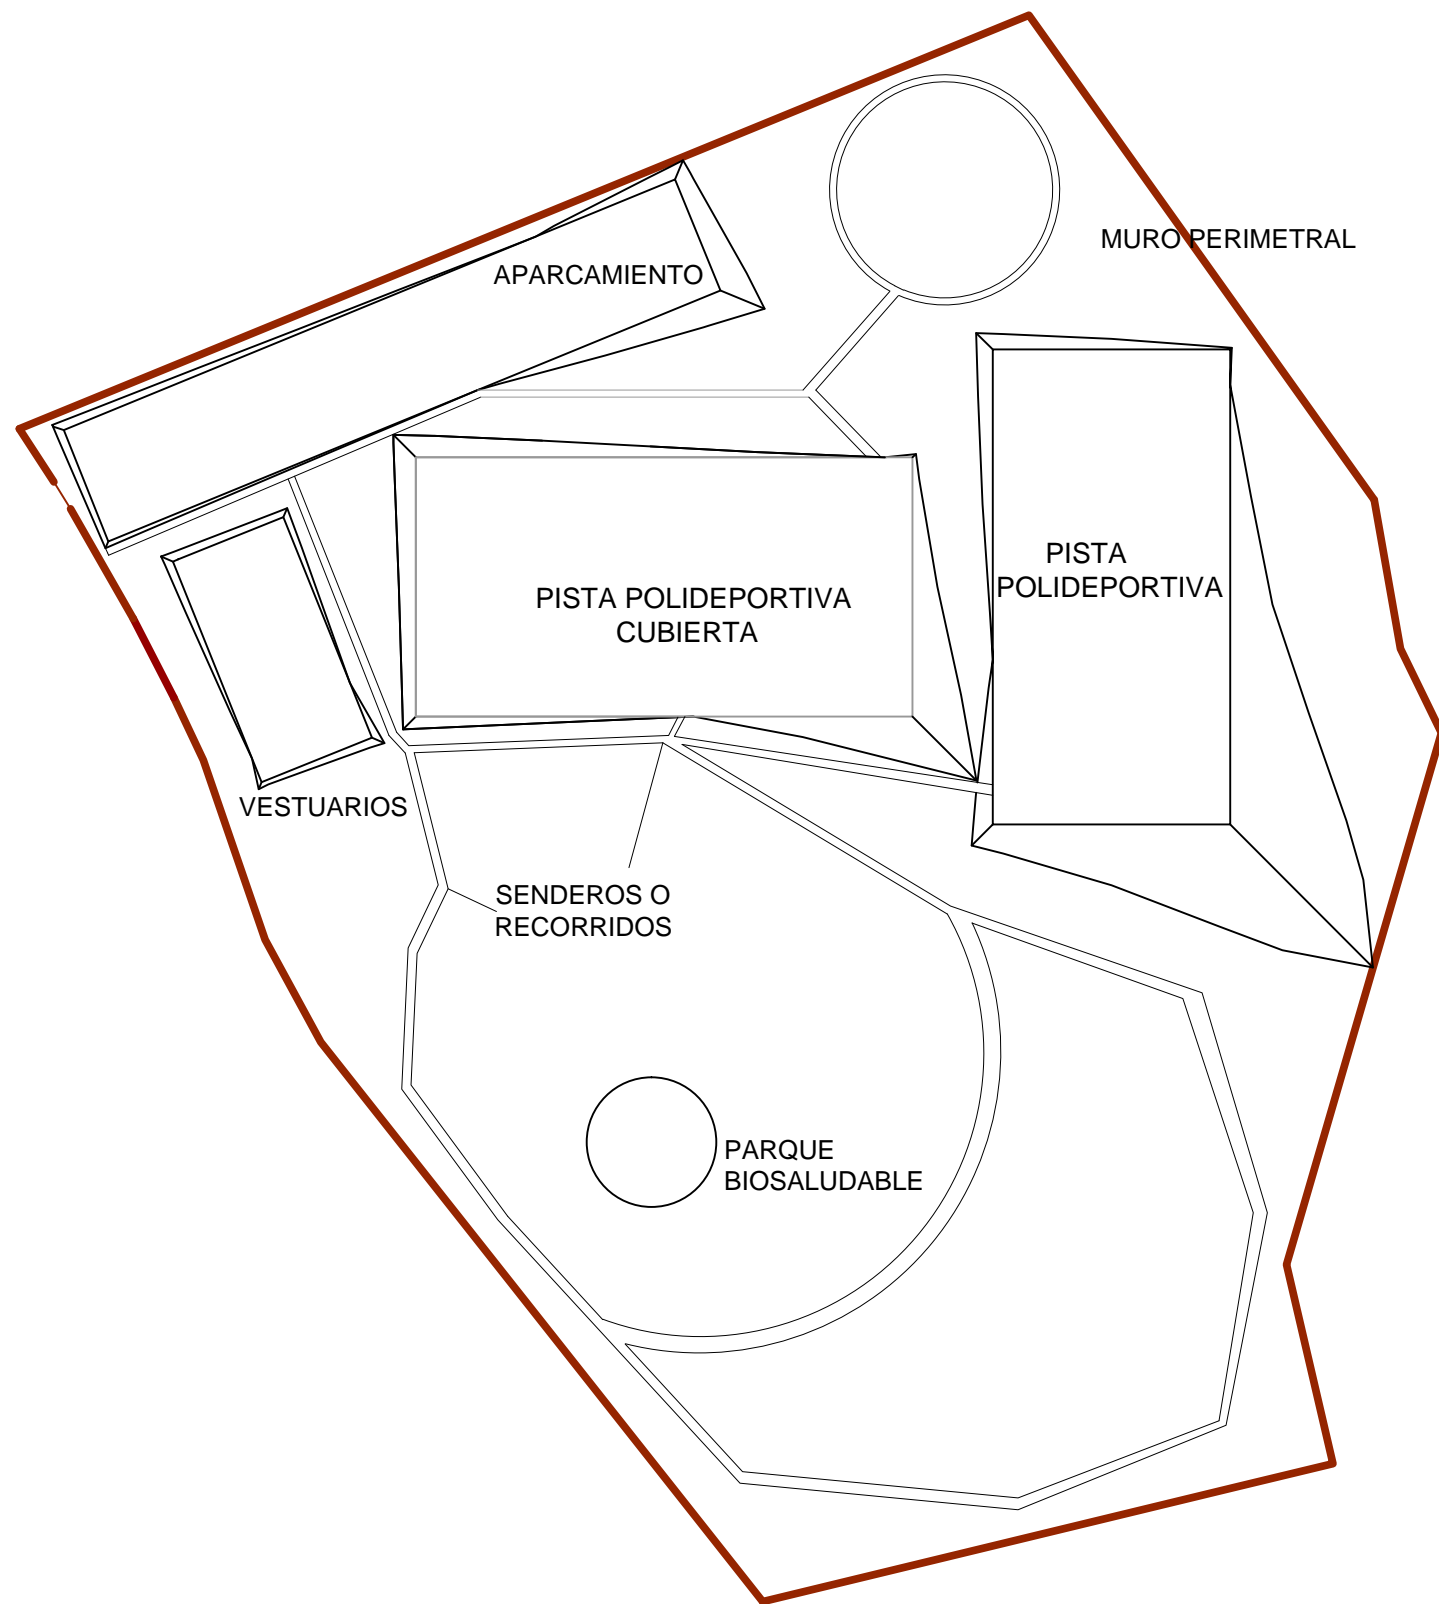 MURO PERIMETRAL
APARCAMIENTO
PISTA
POLIDEPORTIVA
PISTA POLIDEPORTIVA
CUBIERTA
VESTUARIOS
SENDEROS O
RECORRIDOS
PARQUE
BIOSALUDABLE